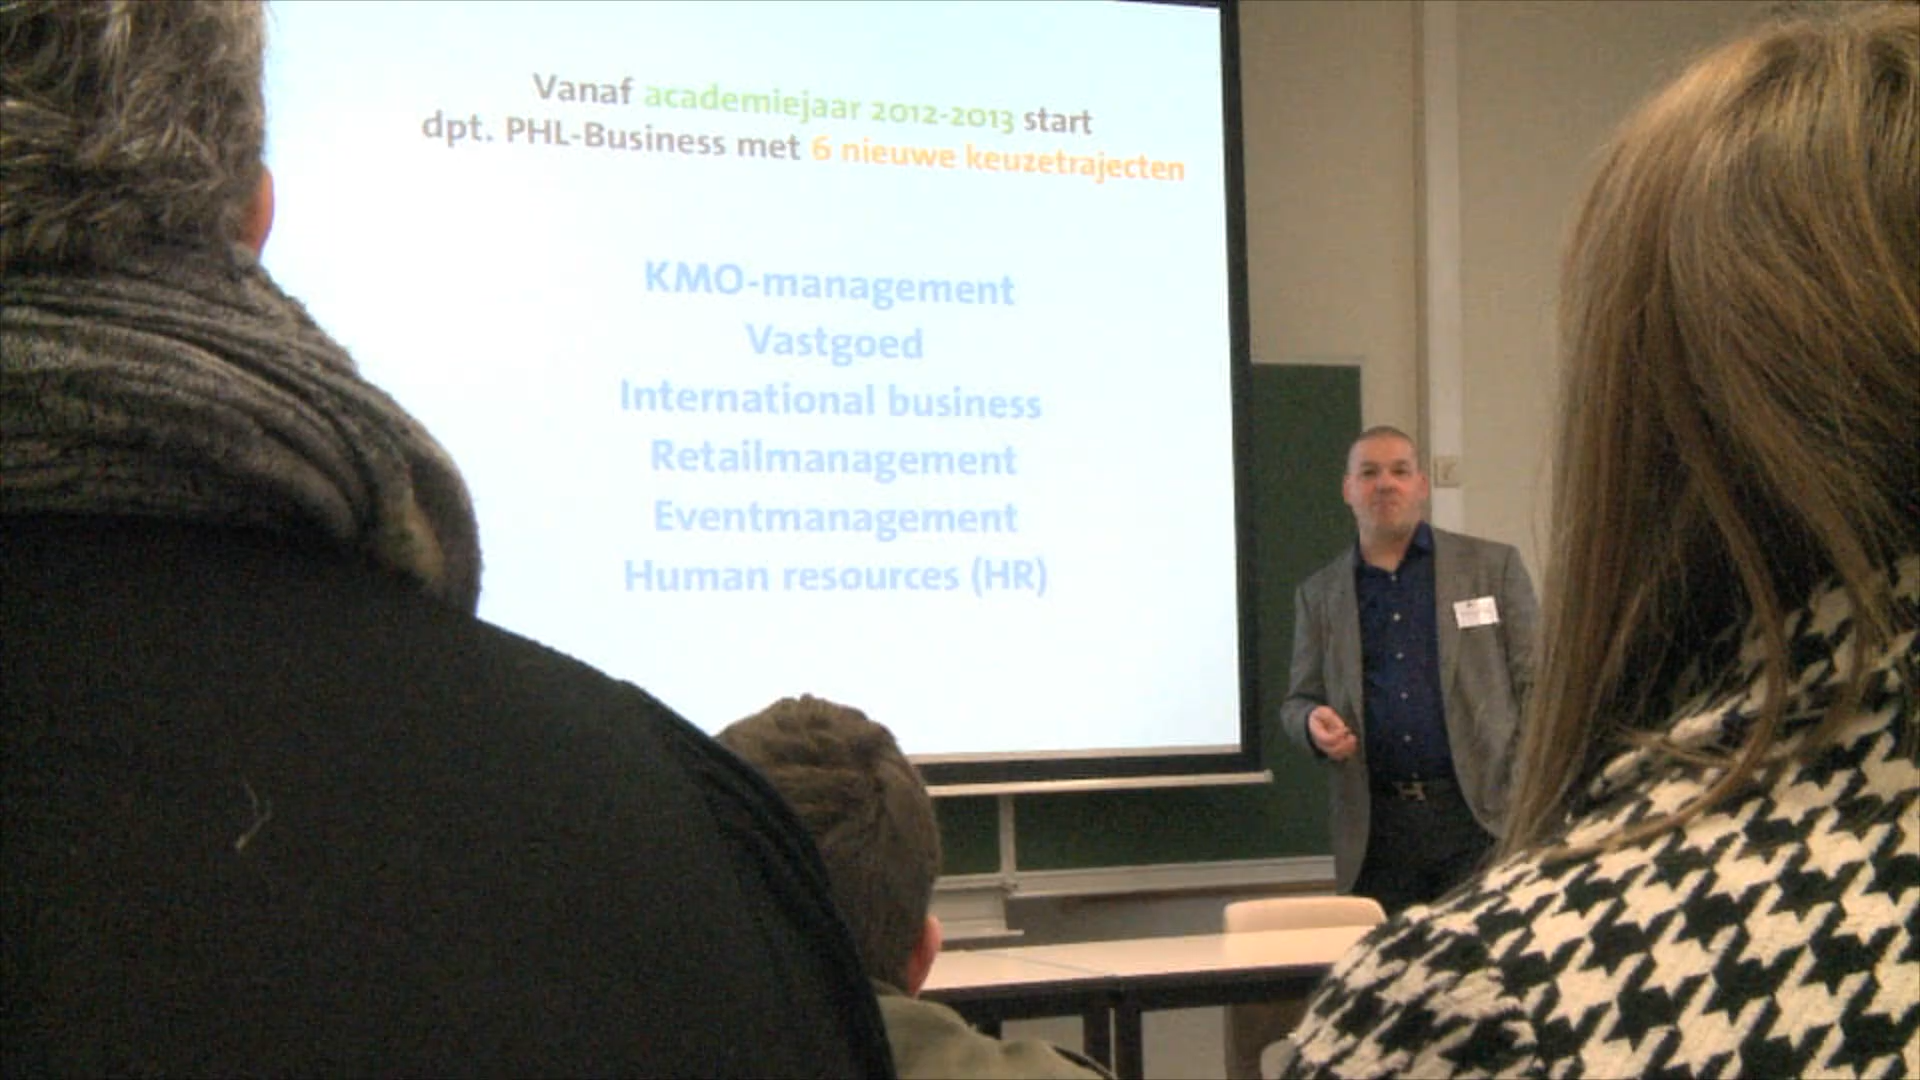 Vanaf academiejaar 2012-2013 start
dpt. PHL-Business met 6 nieuwe keuzetrajecten
KMO-management
Vastgoed
International business
Retailmanagement
Eventmanagement
Human resources (HR)